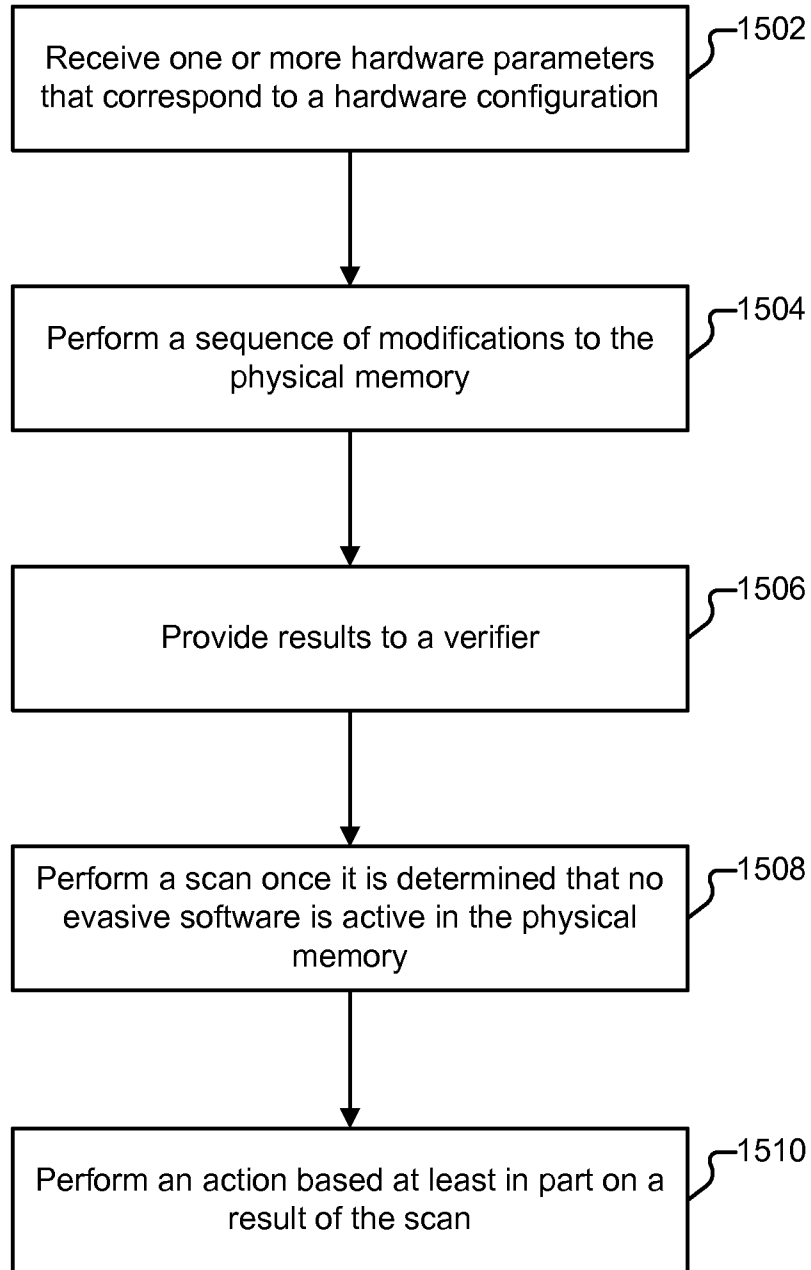 Receive one or more hardware parameters
that correspond to a hardware configuration
1502
Perform a sequence of modifications to the
physical memory
1504
Provide results to a verifier
1506
Perform a scan once it is determined that no
evasive software is active in the physical
memory
1508
Perform an action based at least in part on a
result of the scan
1510